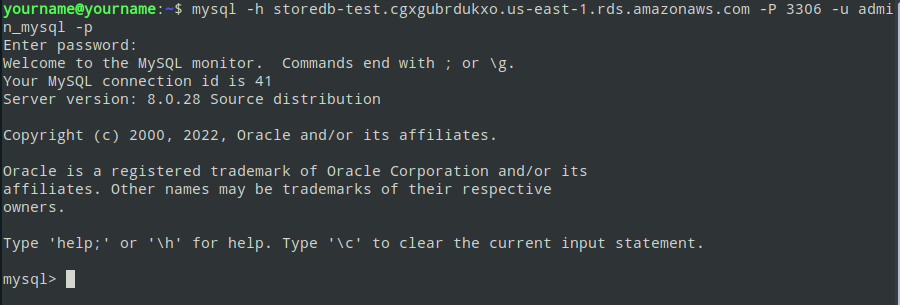 yourname@yourname:~$ mysql -h storedb-test.cgxgubrdukxo.us-east-1.rds.amazonaws.com -P 3306 -u admi
n_mysql -p
Enter password:
Welcome to the MySQL monitor.  Commands end with ; or \g.
Your MySQL connection id is 41
Server version: 8.0.28 Source distribution
Copyright (c) 2000, 2022, Oracle and/or its affiliates.
Oracle is a registered trademark of Oracle Corporation and/or its
affiliates. Other names may be trademarks of their respective
owners.
Type 'help;' or '\h' for help. Type '\c' to clear the current input statement.
mysql>